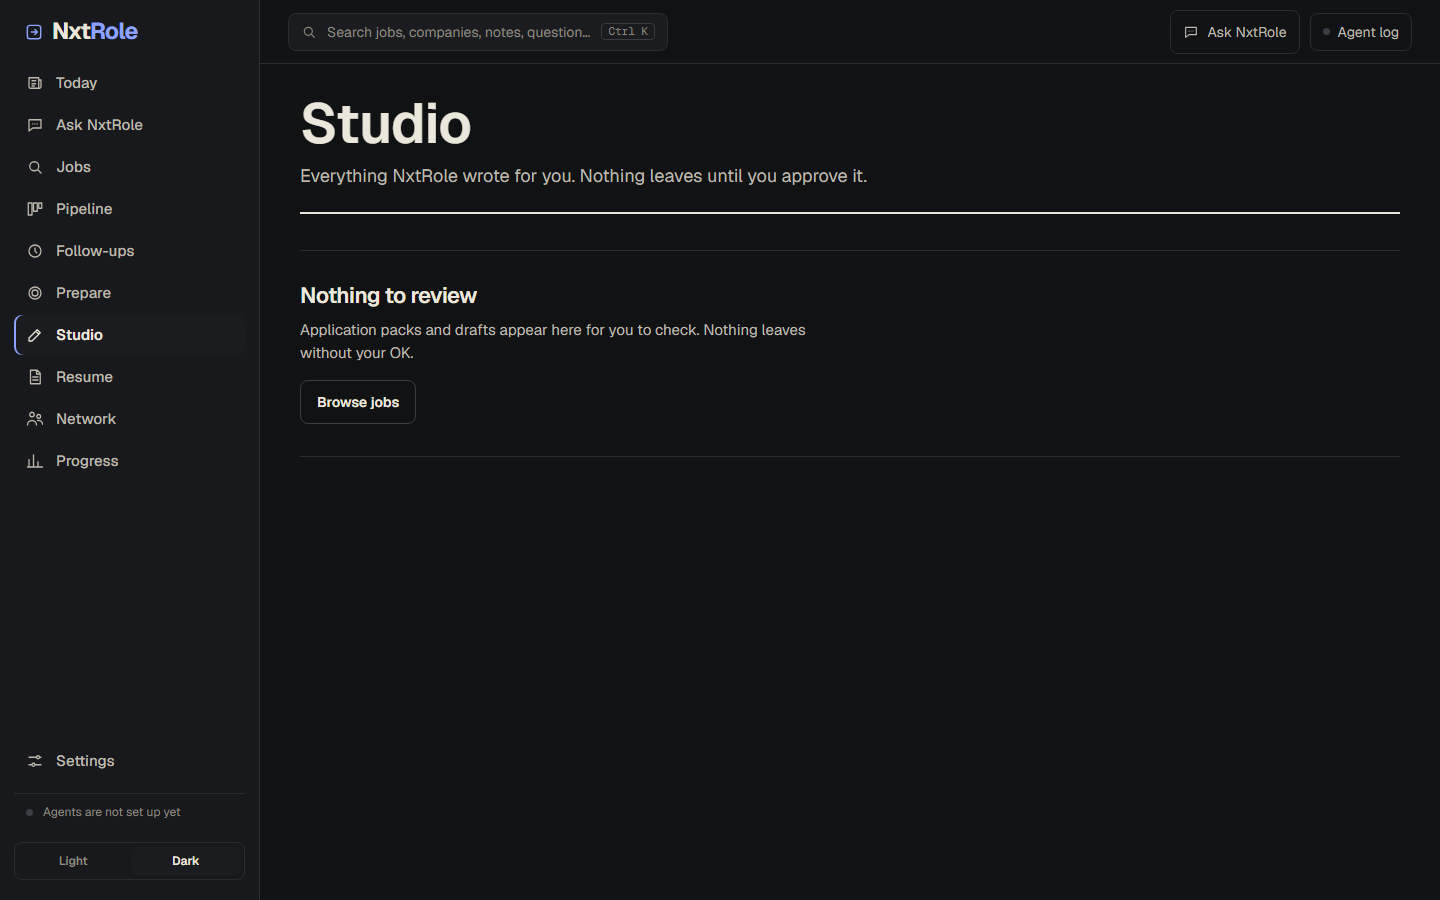 NxtRole
Today
Ask NxtRole
Jobs
Pipeline
Follow-ups
Prepare
Studio
Resume
Network
Progress
Settings
Agents are not set up yet
Light
Dark
Search jobs, companies, notes, question...
Ctrl K
Ask NxtRole
Agent log
Studio
Everything NxtRole wrote for you. Nothing leaves until you approve it.
Nothing to review
Application packs and drafts appear here for you to check. Nothing leaves
without your OK.
Browse jobs